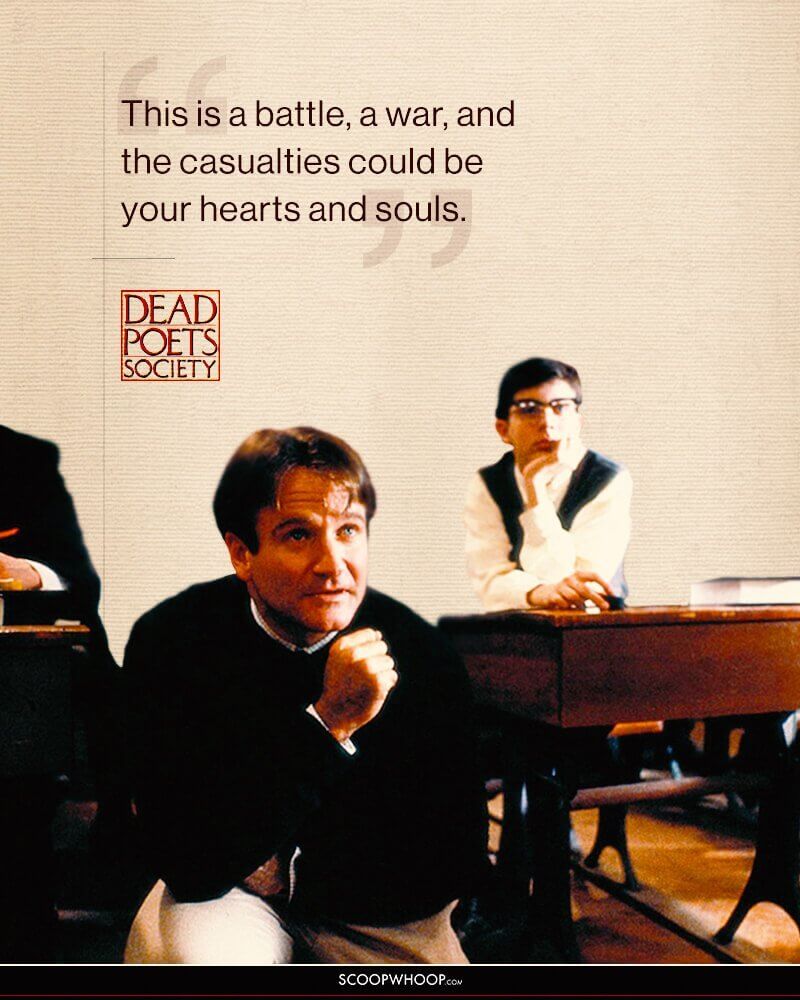 This is a battle, a war, and
the casualties could be
your hearts and souls.
DEAD
POETS
SOCIETY
SCOOPWHOOP.COM